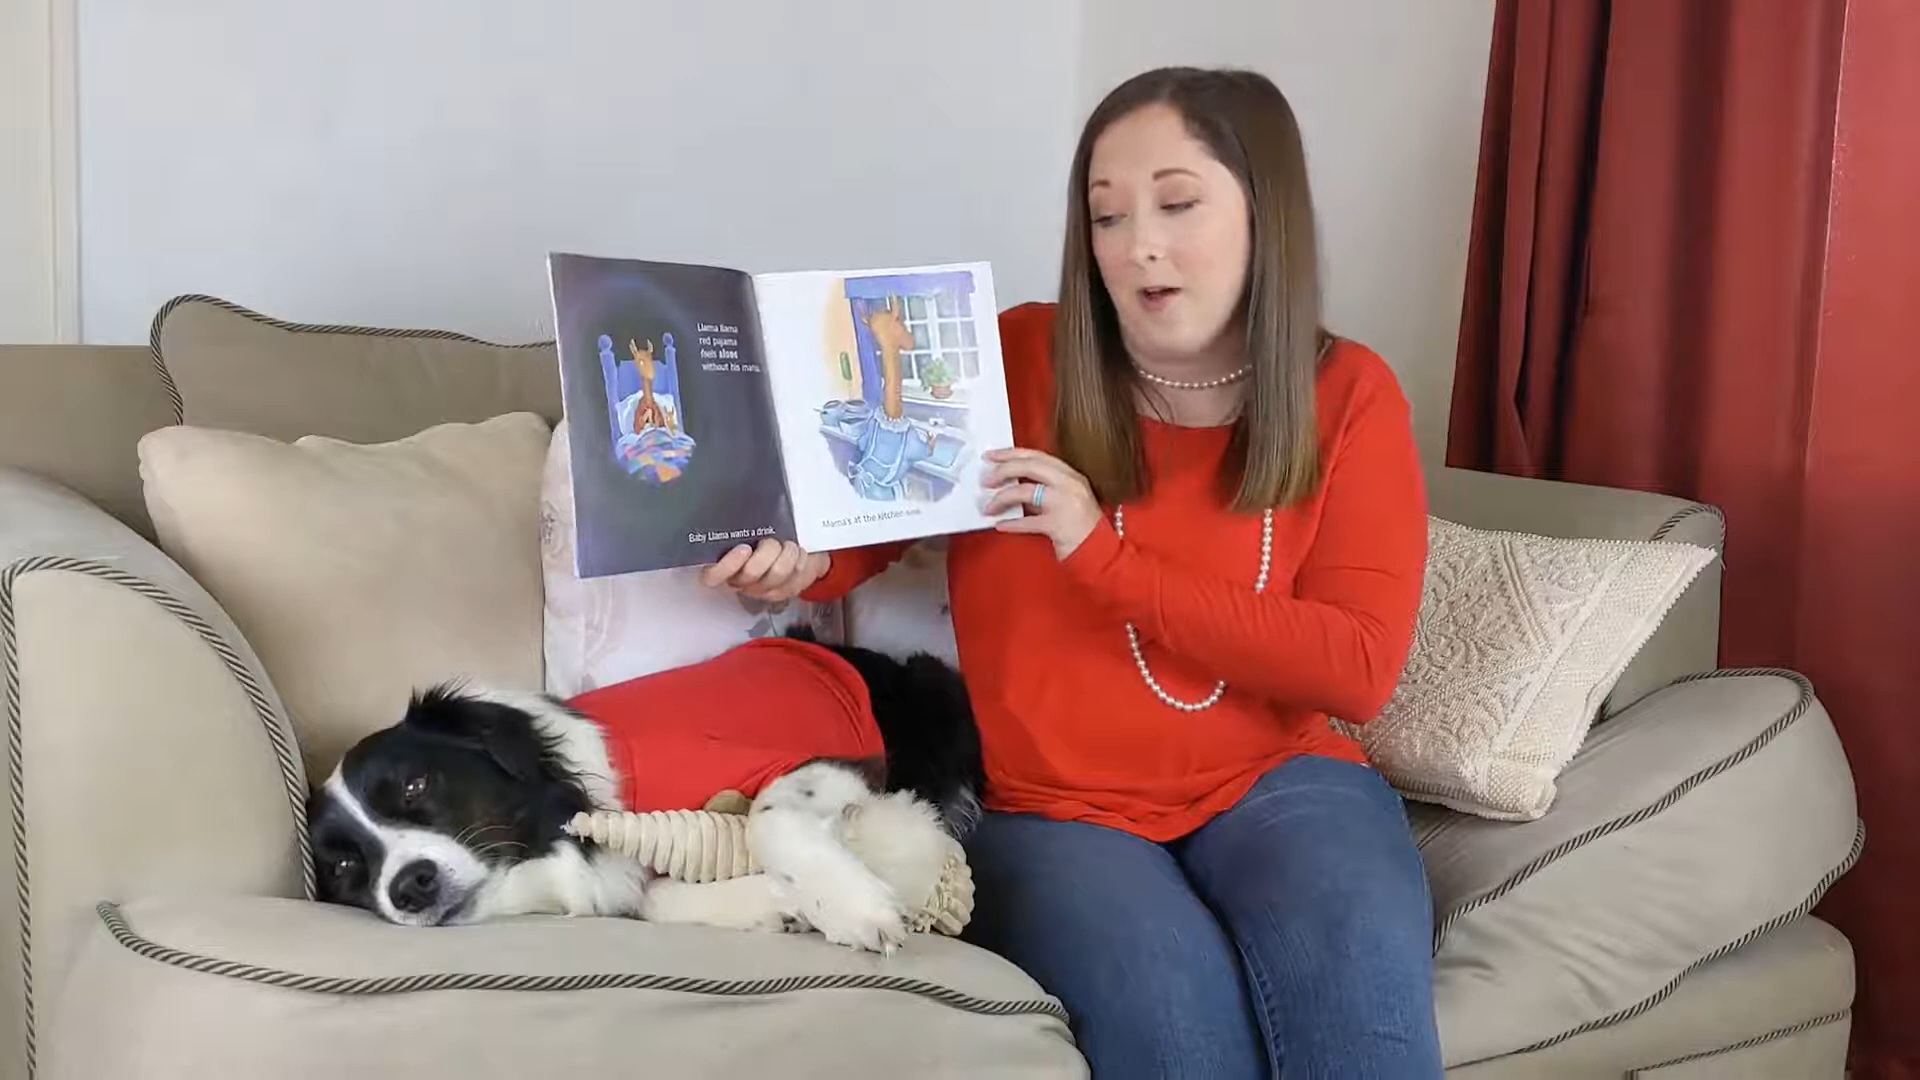 Llama llama
red pajama
feels alone
without his mama.
Baby Llama wants a drink.
Mama's at the kitchen sink.